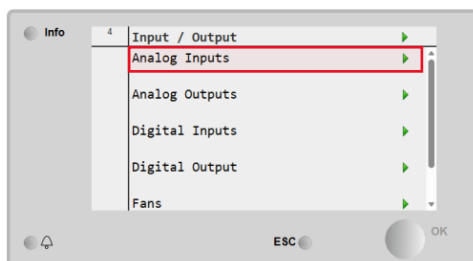 Info
4 Input / Output
Analog Inputs
Analog Outputs
Digital Inputs
Digital Output
Fans
ESC
OK